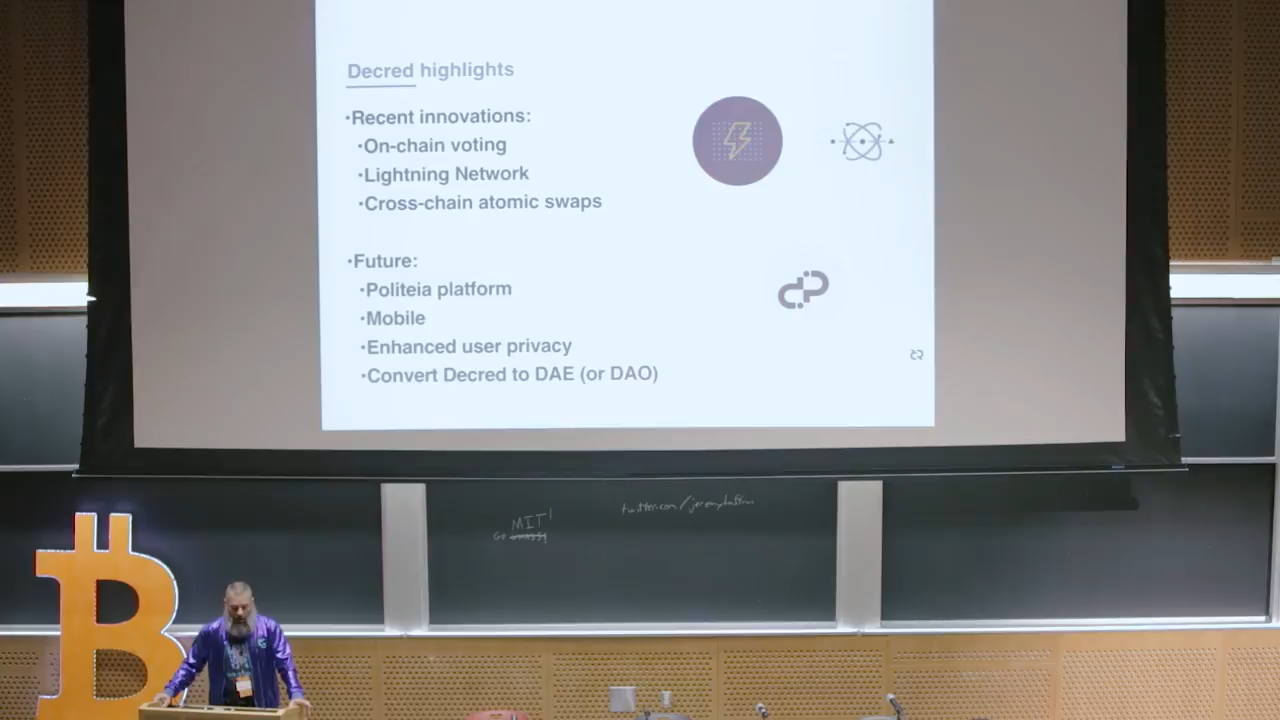 Decred highlights
•Recent innovations:
•On-chain voting
•Lightning Network
•Cross-chain atomic swaps
•Future:
•Politeia platform
•Mobile
•Enhanced user privacy
•Convert Decred to DAE (or DAO)
MIT!
Go